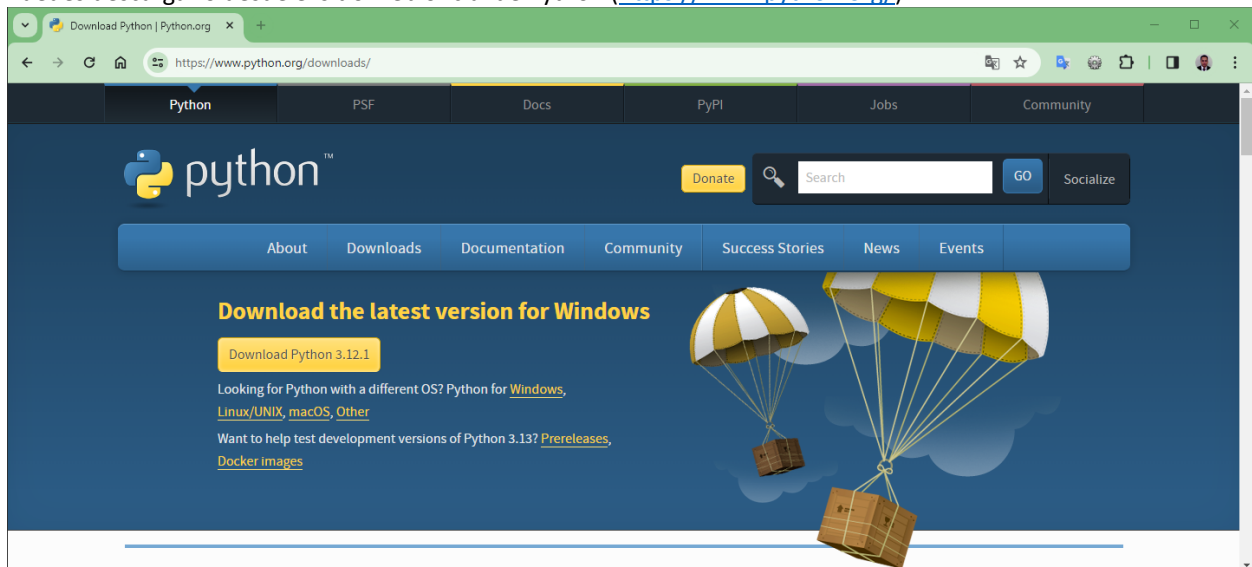 Download Python | Python.org
https://www.python.org/downloads/
Python PSF Docs PyPI Jobs Community
python™
Donate Search GO Socialize
About Downloads Documentation Community Success Stories News Events
Download the latest version for Windows
Download Python 3.12.1
Looking for Python with a different OS? Python for Windows,
Linux/UNIX, macOS, Other
Want to help test development versions of Python 3.13? Prereleases,
Docker images